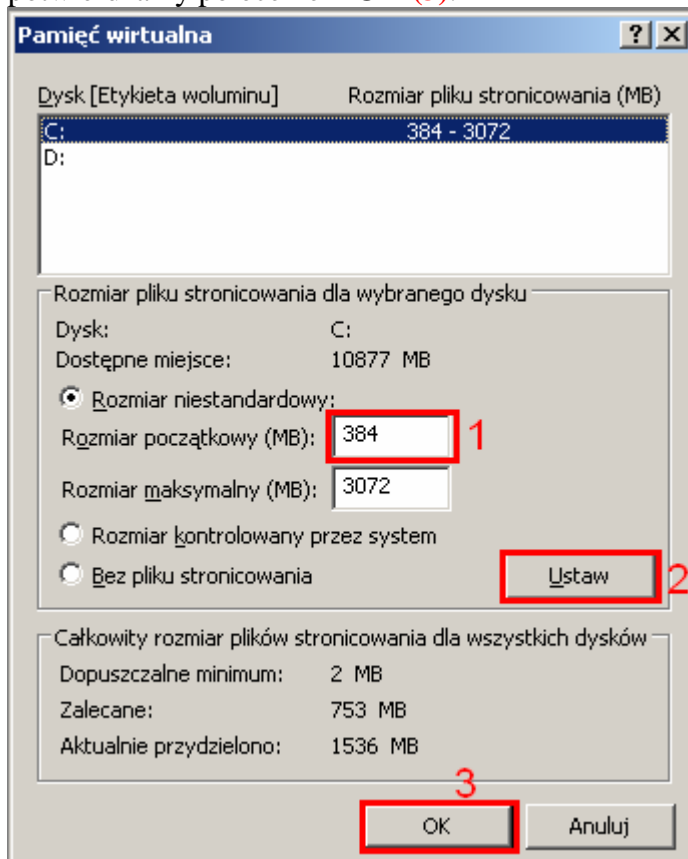 Pamięć wirtualna
Dysk [Etykieta woluminu] Rozmiar pliku stronicowania (MB)
C: 384 - 3072
D:
Rozmiar pliku stronicowania dla wybranego dysku
Dysk: C:
Dostępne miejsce: 10877 MB
Rozmiar niestandardowy:
Rozmiar początkowy (MB): 384 1
Rozmiar maksymalny (MB): 3072
Rozmiar kontrolowany przez system
Bez pliku stronicowania Ustaw 2
Całkowity rozmiar plików stronicowania dla wszystkich dysków
Dopuszczalne minimum: 2 MB
Zalecane: 753 MB
Aktualnie przydzielono: 1536 MB
3
OK Anuluj